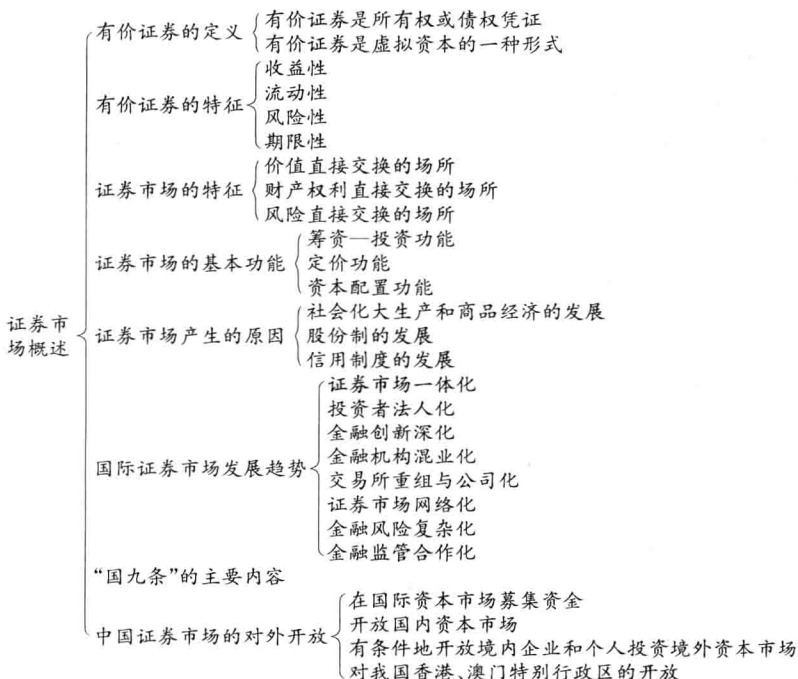 证券市场概述
有价证券的定义
有价证券是所有权或债权凭证
有价证券是虚拟资本的一种形式
有价证券的特征
收益性
流动性
风险性
期限性
证券市场的特征
价值直接交换的场所
财产权利直接交换的场所
风险直接交换的场所
证券市场的基本功能
筹资—投资功能
定价功能
资本配置功能
证券市场产生的原因
社会化大生产和商品经济的发展
股份制的发展
信用制度的发展
国际证券市场发展趋势
证券市场一体化
投资者法人化
金融创新深化
金融机构混业化
交易所重组与公司化
证券市场网络化
金融风险复杂化
金融监管合作化
“国九条”的主要内容
中国证券市场的对外开放
在国际资本市场募集资金
开放国内资本市场
有条件地开放境内企业和个人投资境外资本市场
对我国香港、澳门特别行政区的开放